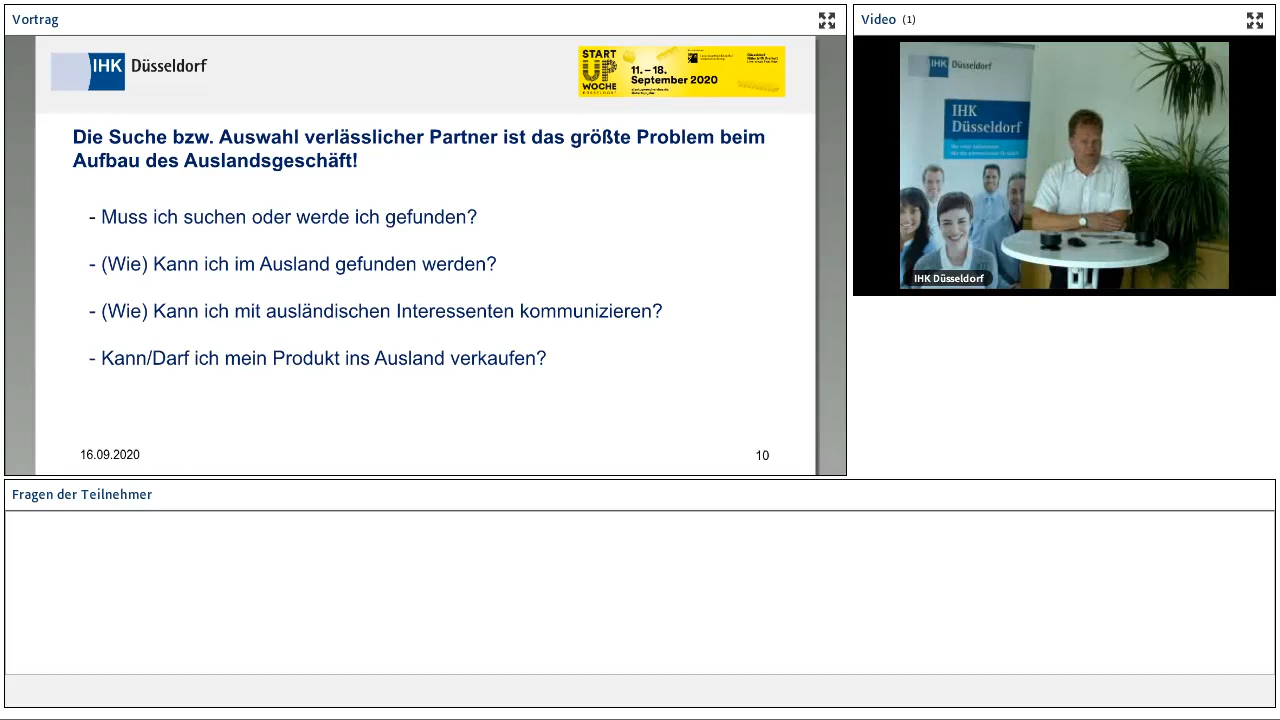 Vortrag
IHK Düsseldorf
START
UP
WOCHE
DÜSSELDORF
11. – 18.
September 2020
Die Suche bzw. Auswahl verlässlicher Partner ist das größte Problem beim
Aufbau des Auslandsgeschäft!
- Muss ich suchen oder werde ich gefunden?
- (Wie) Kann ich im Ausland gefunden werden?
- (Wie) Kann ich mit ausländischen Interessenten kommunizieren?
- Kann/Darf ich mein Produkt ins Ausland verkaufen?
16.09.2020
10
Video (1)
IHK Düsseldorf
IHK
Düsseldorf
IHK Düsseldorf
Fragen der Teilnehmer